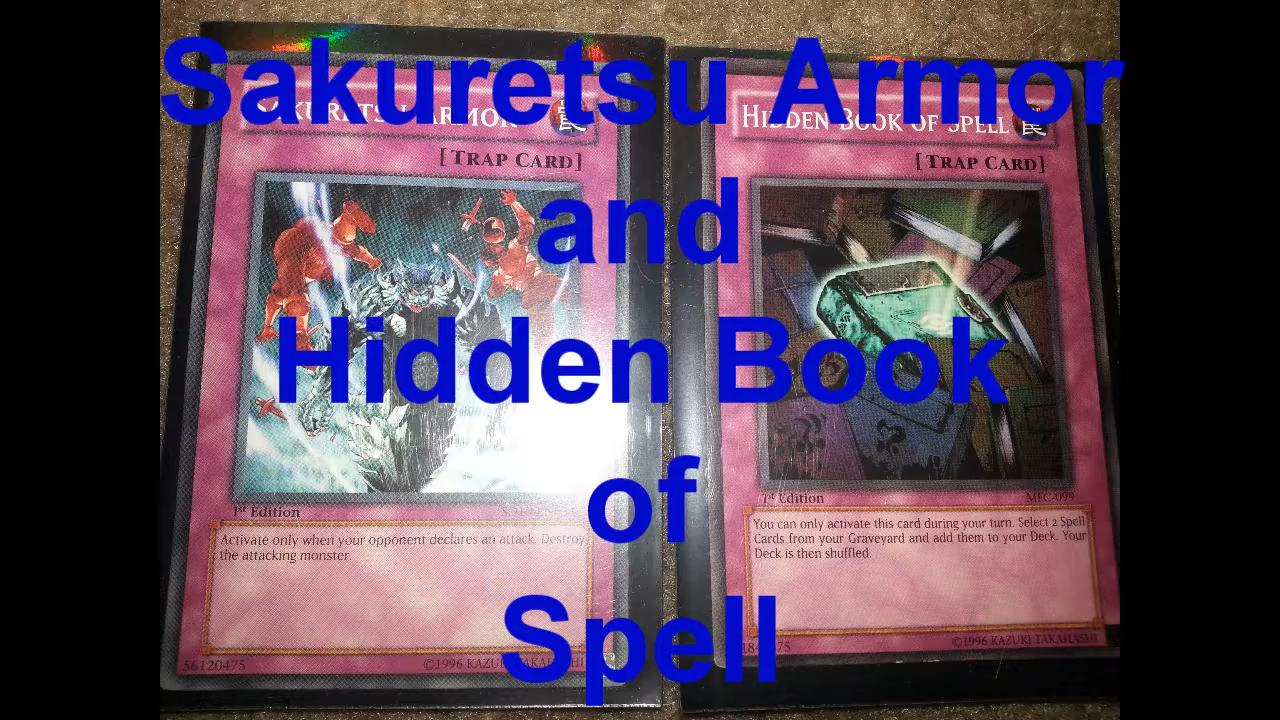 Sakuretsu Armor
and
Hidden Book
of
Spell
SAKURETSU ARMOR
[TRAP CARD]
1st Edition
Activate only when your opponent declares an attack. Destroy
the attacking monster.
56120475
©1996 KAZUKI TAKAHASHI
HIDDEN BOOK OF SPELL
[TRAP CARD]
1st Edition
MFC-099
You can only activate this card during your turn. Select 2 Spell
Cards from your Graveyard and add them to your Deck. Your
Deck is then shuffled.
©1996 KAZUKI TAKAHASHI